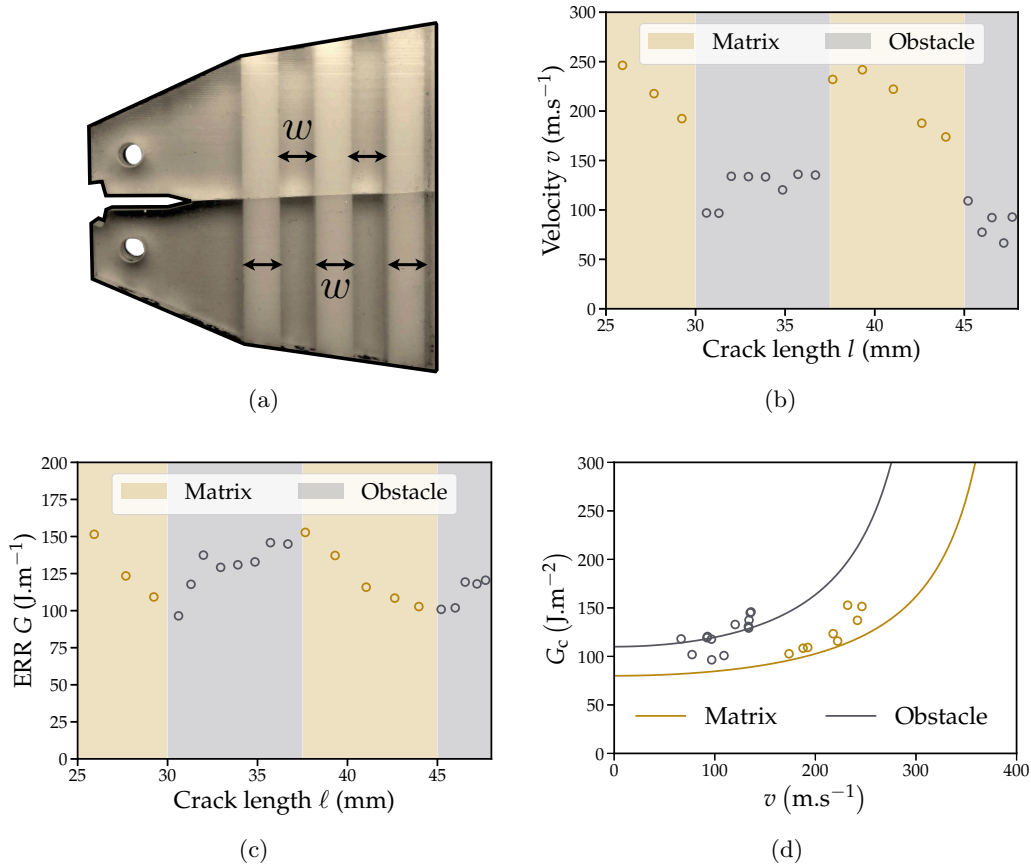 w
w
(a)
300
250
200
150
100
50
0
Velocity v (m.s⁻¹)
Matrix
Obstacle
25
30
35
40
45
Crack length l (mm)
(b)
200
175
150
125
100
75
50
25
0
ERR G (J.m⁻¹)
Matrix
Obstacle
25
30
35
40
45
Crack length ℓ (mm)
(c)
300
250
200
150
100
50
0
G_c (J.m⁻²)
Matrix
Obstacle
0
100
200
300
400
v (m.s⁻¹)
(d)